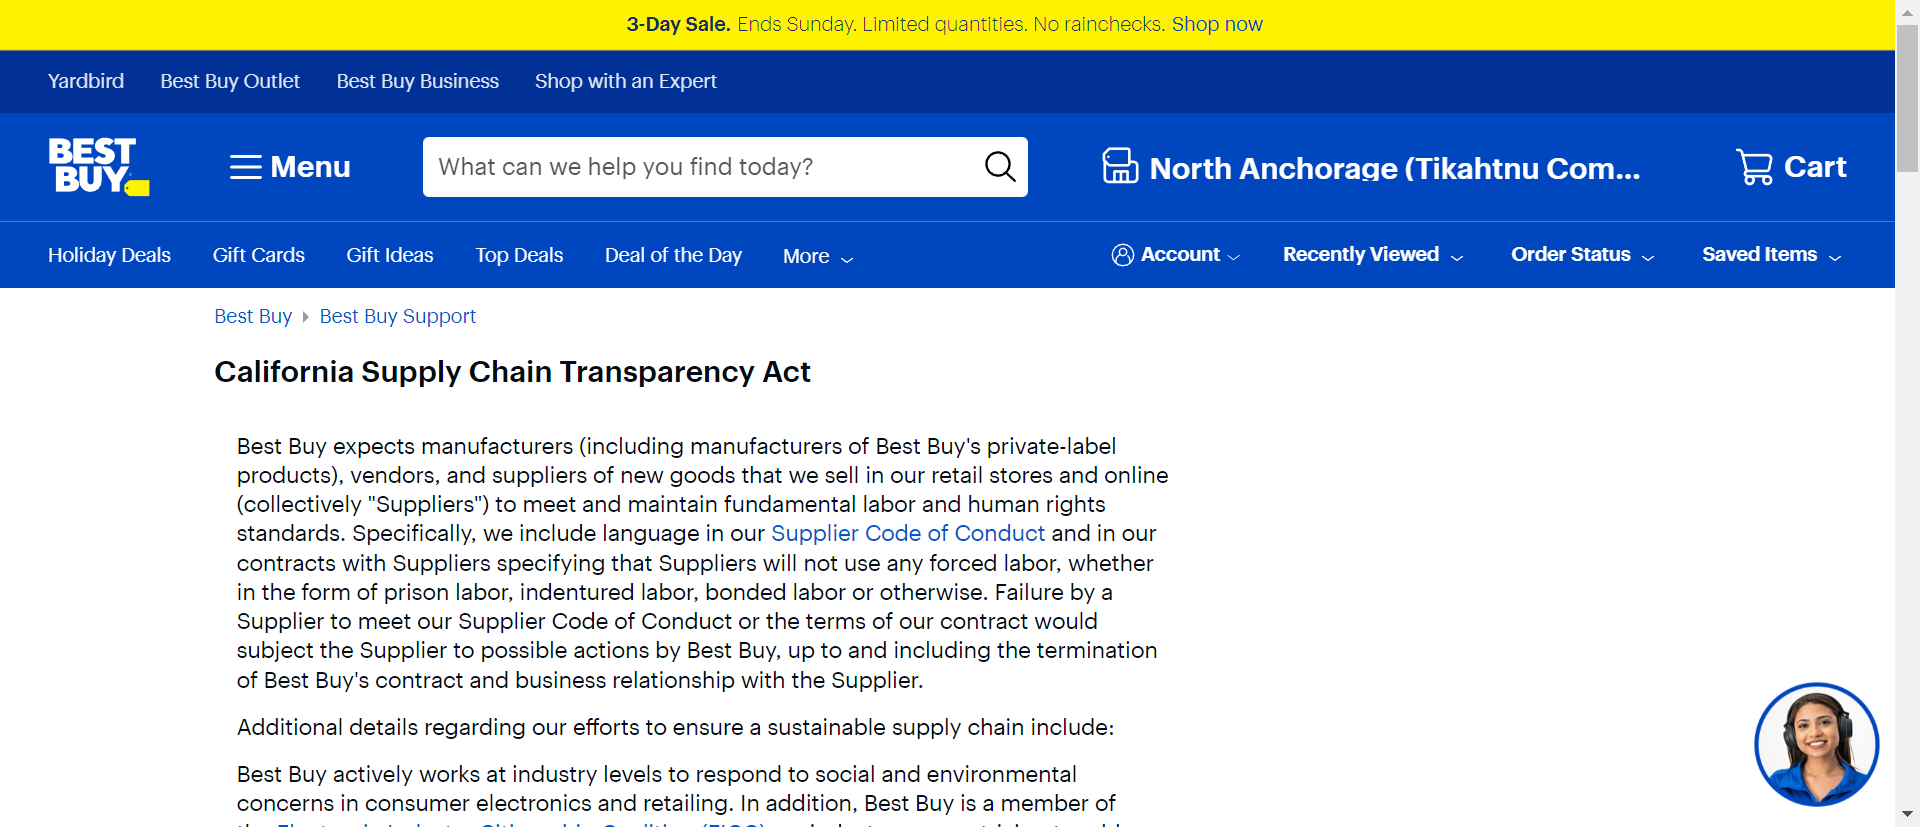 3-Day Sale. Ends Sunday. Limited quantities. No rainchecks. Shop now
Yardbird Best Buy Outlet Best Buy Business Shop with an Expert
BEST
BUY
Menu
What can we help you find today?
North Anchorage (Tikahtnu Com...
Cart
Holiday Deals Gift Cards Gift Ideas Top Deals Deal of the Day More Account Recently Viewed Order Status Saved Items
Best Buy Best Buy Support
California Supply Chain Transparency Act
Best Buy expects manufacturers (including manufacturers of Best Buy's private-label
products), vendors, and suppliers of new goods that we sell in our retail stores and online
(collectively "Suppliers") to meet and maintain fundamental labor and human rights
standards. Specifically, we include language in our Supplier Code of Conduct and in our
contracts with Suppliers specifying that Suppliers will not use any forced labor, whether
in the form of prison labor, indentured labor, bonded labor or otherwise. Failure by a
Supplier to meet our Supplier Code of Conduct or the terms of our contract would
subject the Supplier to possible actions by Best Buy, up to and including the termination
of Best Buy's contract and business relationship with the Supplier.
Additional details regarding our efforts to ensure a sustainable supply chain include:
Best Buy actively works at industry levels to respond to social and environmental
concerns in consumer electronics and retailing. In addition, Best Buy is a member of